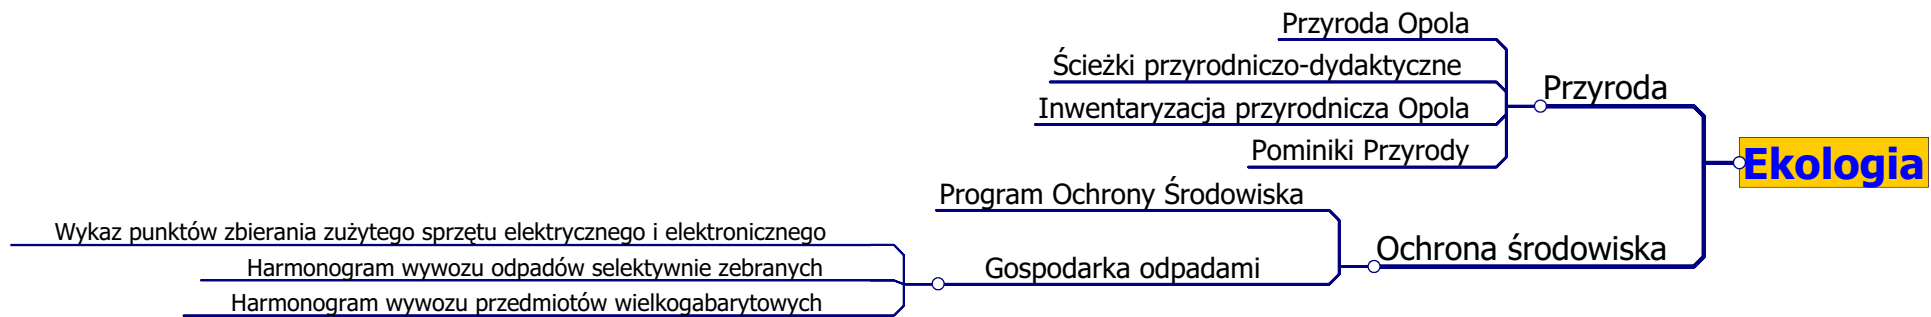 Przyroda Opola
Ścieżki przyrodniczo-dydaktyczne
Przyroda
Inwentaryzacja przyrodnicza Opola
Pominiki Przyrody
Ekologia
Program Ochrony Środowiska
Wykaz punktów zbierania zużytego sprzętu elektrycznego i elektronicznego
Ochrona środowiska
Harmonogram wywozu odpadów selektywnie zebranych
Gospodarka odpadami
Harmonogram wywozu przedmiotów wielkogabarytowych